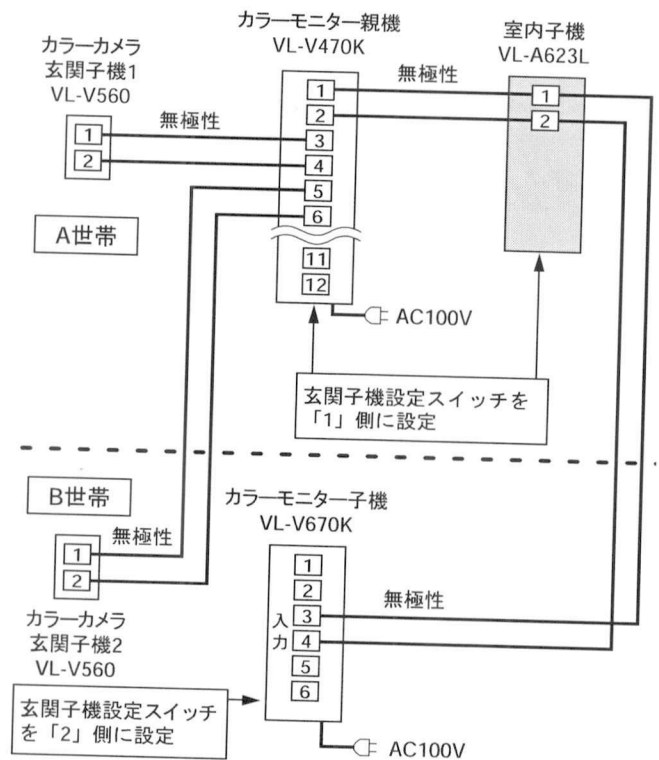 カラーモニター親機
VL-V470K
室内子機
VL-A623L
カラーカメラ
玄関子機1
VL-V560
無極性
無極性
1
2
1
2
3
4
5
6
11
12
1
2
A世帯
AC100V
玄関子機設定スイッチを
「1」側に設定
B世帯
カラーモニター子機
VL-V670K
無極性
1
2
カラーカメラ
玄関子機2
VL-V560
入力
1
2
3
4
5
6
無極性
玄関子機設定スイッチ
を「2」側に設定
AC100V